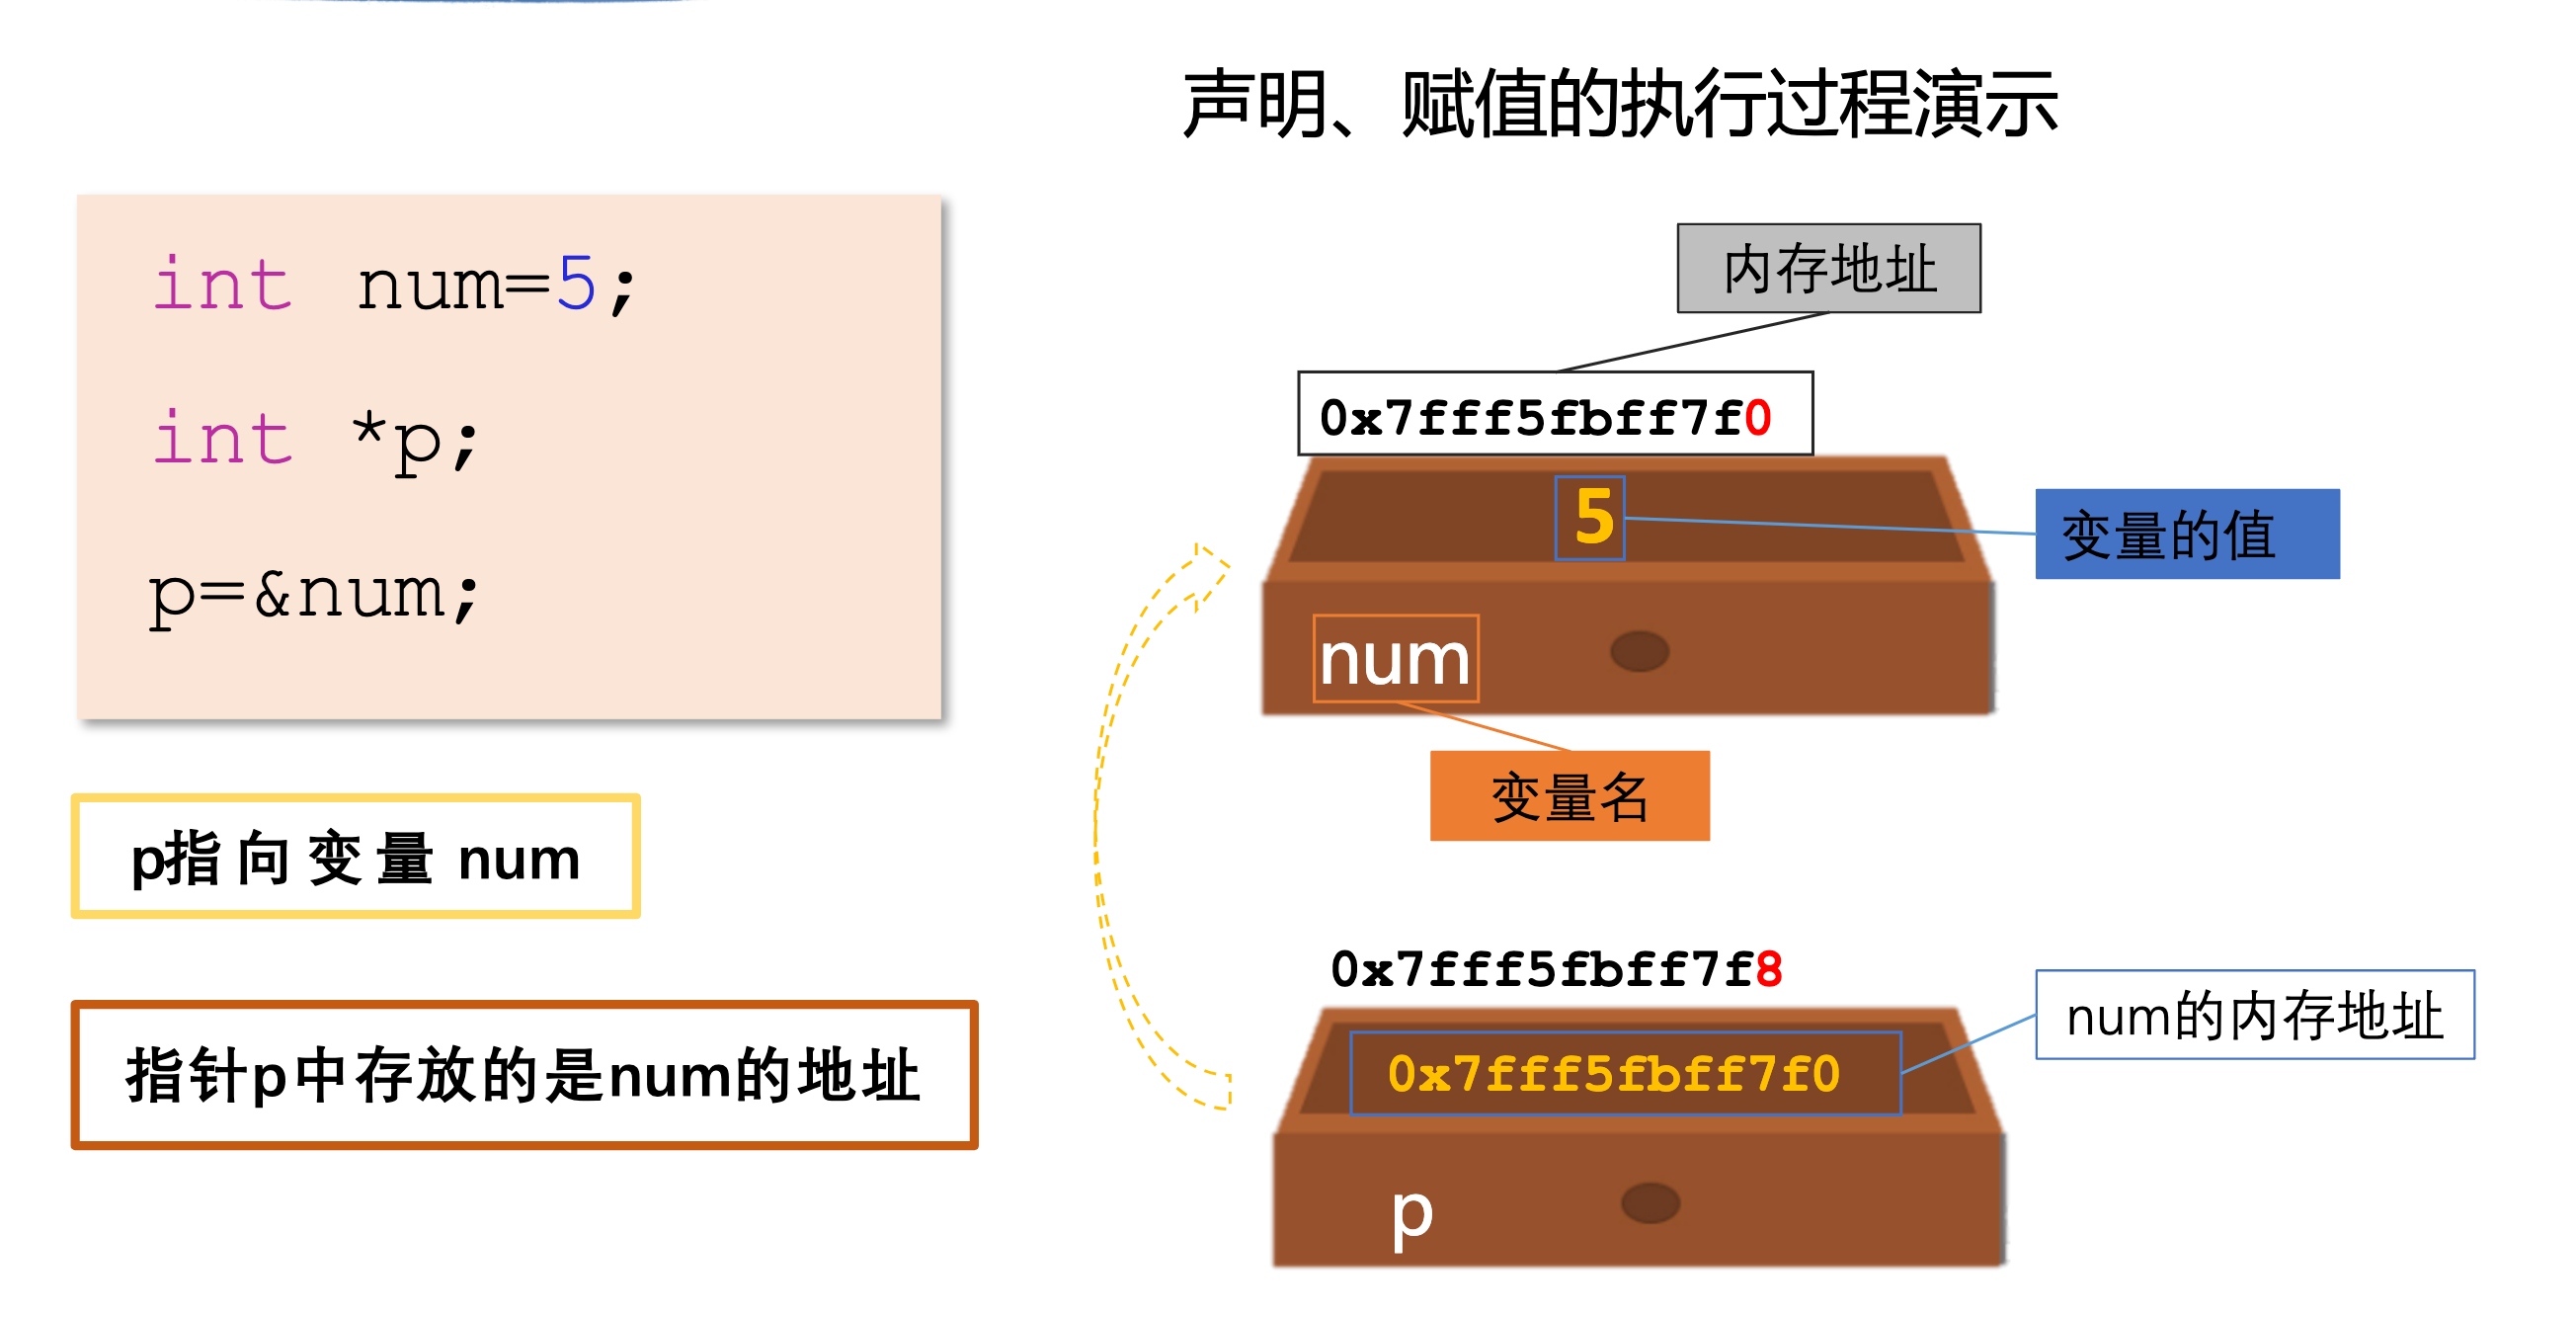 声明、赋值的执行过程演示
int num=5;
int *p;
p=&num;
p指向变量 num
指针p中存放的是num的地址
内存地址
0x7fff5fbff7f0
5
变量的值
num
变量名
0x7fff5fbff7f8
0x7fff5fbff7f0
num的内存地址
p